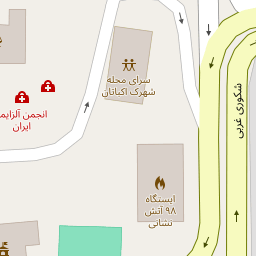 سرای محله
شهرک اکباتان
انجمن آلزایمر
ایران
شکوری غربی
ایستگاه
۹۸ آتش
نشانی